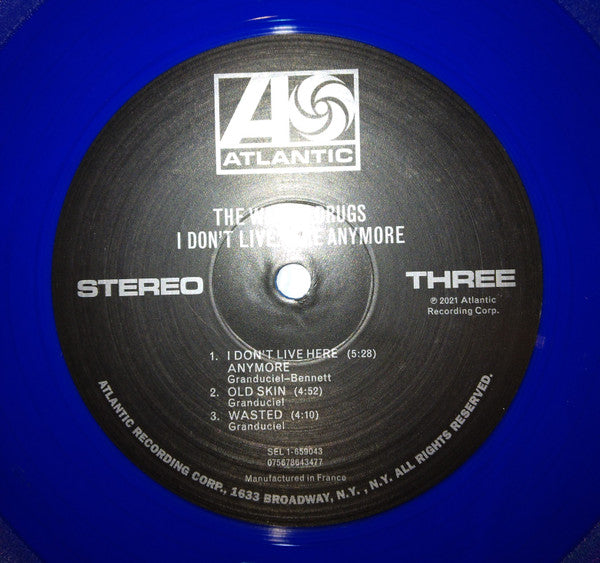 A
ATLANTIC
THE DRUGS
I DON'T LIVE HERE ANYMORE
STEREO
THREE
℗ 2021 Atlantic
Recording Corp.
1. I DON'T LIVE HERE (5:28)
ANYMORE
Granduciel–Bennett
2. OLD SKIN (4:52)
Granduciel
3. WASTED (4:10)
Granduciel
SEL 1-659043
075678643477
Manufactured in France
ATLANTIC RECORDING CORP., 1633 BROADWAY, N.Y. , N.Y. ALL RIGHTS RESERVED.